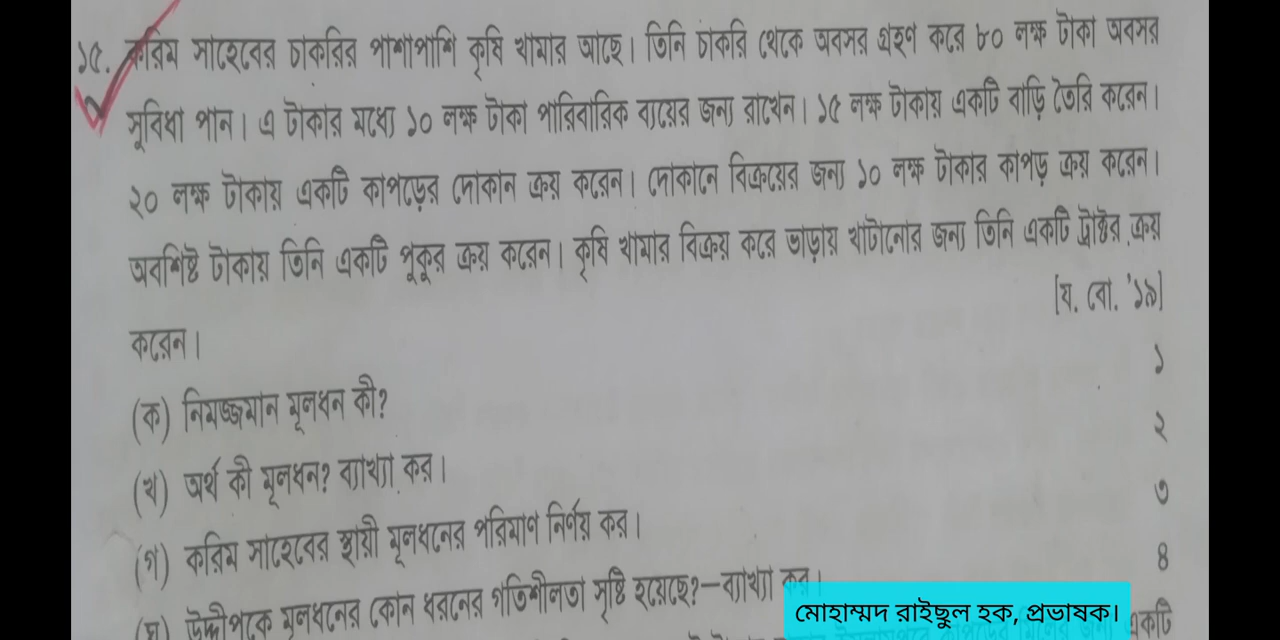 ১৫. করিম সাহেবের চাকরির পাশাপাশি কৃষি খামার আছে। তিনি চাকরি থেকে অবসর গ্রহণ করে ৮০ লক্ষ টাকা অবসর
সুবিধা পান। এ টাকার মধ্যে ১০ লক্ষ টাকা পারিবারিক ব্যয়ের জন্য রাখেন। ১৫ লক্ষ টাকায় একটি বাড়ি তৈরি করেন।
২০ লক্ষ টাকায় একটি কাপড়ের দোকান ক্রয় করেন। দোকানে বিক্রয়ের জন্য ১০ লক্ষ টাকার কাপড় ক্রয় করেন।
অবশিষ্ট টাকায় তিনি একটি পুকুর ক্রয় করেন। কৃষি খামার বিক্রয় করে ভাড়ায় খাটানোর জন্য তিনি একটি ট্রাক্টর ক্রয়
করেন।
[য. বো. '১৯]
(ক) নিমজ্জমান মূলধন কী?
১
(খ) অর্থ কী মূলধন? ব্যাখ্যা কর।
২
(গ) করিম সাহেবের স্থায়ী মূলধনের পরিমাণ নির্ণয় কর।
৩
(ঘ) উদ্দীপকে মূলধনের কোন ধরনের গতিশীলতা সৃষ্টি হয়েছে?—ব্যাখ্যা কর।
৪
মোহাম্মদ রাইছুল হক, প্রভাষক।
একটি